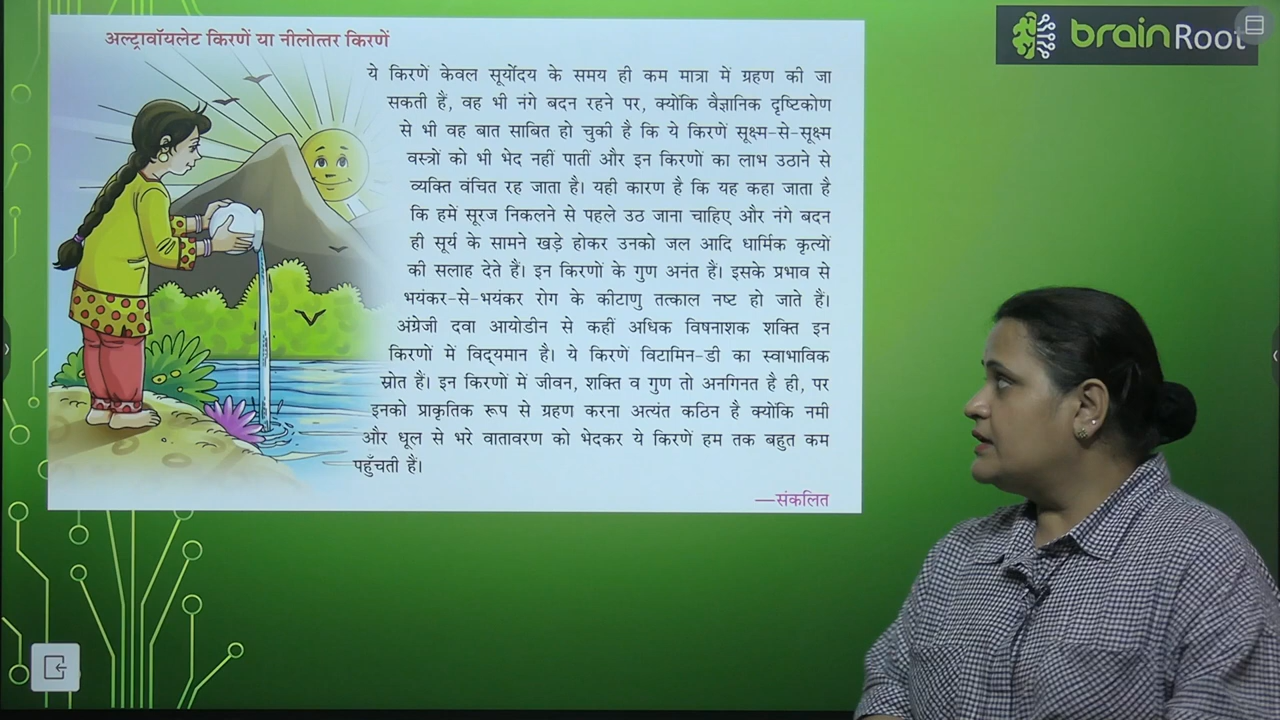 अल्ट्रावॉयलेट किरणें या नीलोत्तर किरणें
brainRoot
ये किरणें केवल सूर्योदय के समय ही कम मात्रा में ग्रहण की जा
सकती हैं, वह भी नंगे बदन रहने पर, क्योंकि वैज्ञानिक दृष्टिकोण
से भी वह बात साबित हो चुकी है कि ये किरणें सूक्ष्म-से-सूक्ष्म
वस्त्रों को भी भेद नहीं पातीं और इन किरणों का लाभ उठाने से
व्यक्ति वंचित रह जाता है। यही कारण है कि यह कहा जाता है
कि हमें सूरज निकलने से पहले उठ जाना चाहिए और नंगे बदन
ही सूर्य के सामने खड़े होकर उनको जल आदि धार्मिक कृत्यों
की सलाह देते हैं। इन किरणों के गुण अनंत हैं। इसके प्रभाव से
भयंकर-से-भयंकर रोग के कीटाणु तत्काल नष्ट हो जाते हैं।
अंग्रेजी दवा आयोडीन से कहीं अधिक विषनाशक शक्ति इन
किरणों में विद्यमान है। ये किरणें विटामिन-डी का स्वाभाविक
स्रोत हैं। इन किरणों में जीवन, शक्ति व गुण तो अनगिनत है ही, पर
इनको प्राकृतिक रूप से ग्रहण करना अत्यंत कठिन है क्योंकि नमी
और धूल से भरे वातावरण को भेदकर ये किरणें हम तक बहुत कम
पहुँचती हैं।
—संकलित